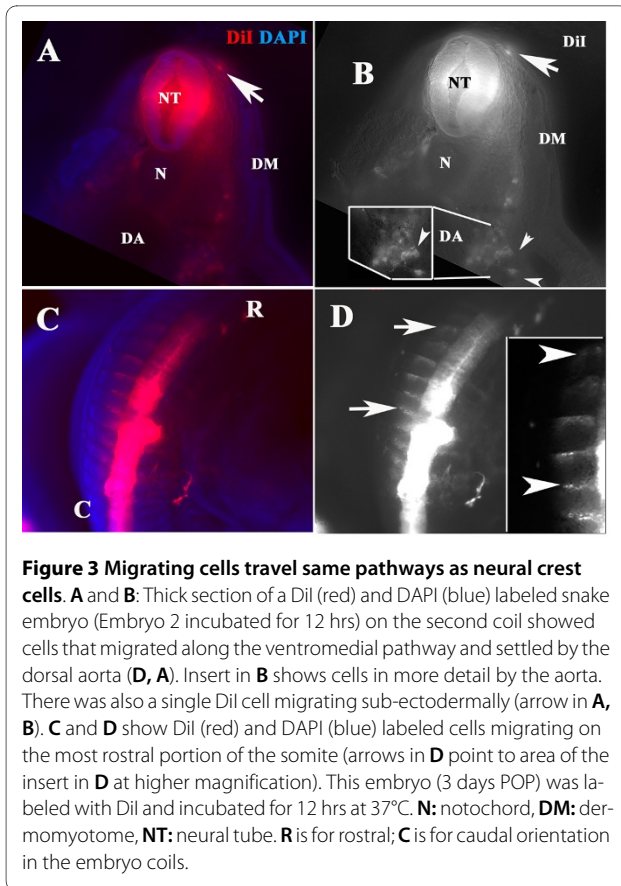 A
DiI DAPI
NT
N
DM
DA
B
DiI
NT
N
DM
DA
C
R
C
D
Figure 3 Migrating cells travel same pathways as neural crest
cells. A and B: Thick section of a DiI (red) and DAPI (blue) labeled snake
embryo (Embryo 2 incubated for 12 hrs) on the second coil showed
cells that migrated along the ventromedial pathway and settled by the
dorsal aorta (D, A). Insert in B shows cells in more detail by the aorta.
There was also a single DiI cell migrating sub-ectodermally (arrow in A,
B). C and D show DiI (red) and DAPI (blue) labeled cells migrating on
the most rostral portion of the somite (arrows in D point to area of the
insert in D at higher magnification). This embryo (3 days POP) was la-
beled with DiI and incubated for 12 hrs at 37°C. N: notochord, DM: der-
momyotome, NT: neural tube. R is for rostral; C is for caudal orientation
in the embryo coils.